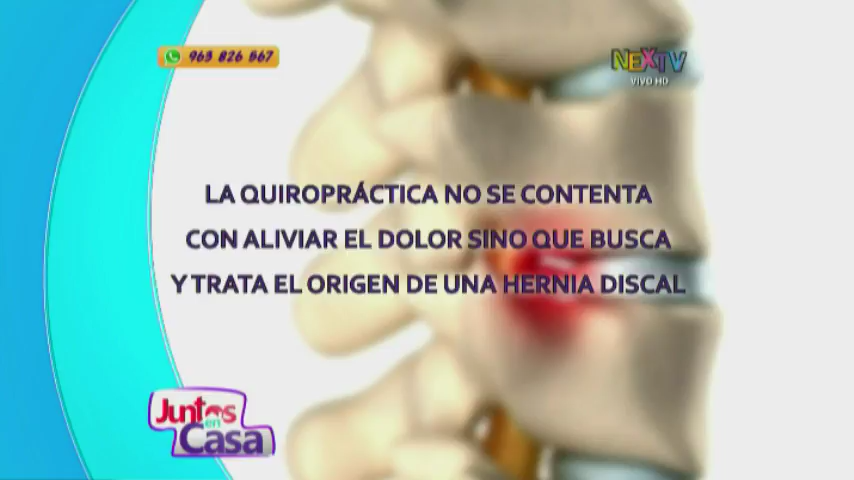 963 826 567
NEXTV
VIVO HD
LA QUIROPRÁCTICA NO SE CONTENTA
CON ALIVIAR EL DOLOR SINO QUE BUSCA
Y TRATA EL ORIGEN DE UNA HERNIA DISCAL
Juntos
en
Casa